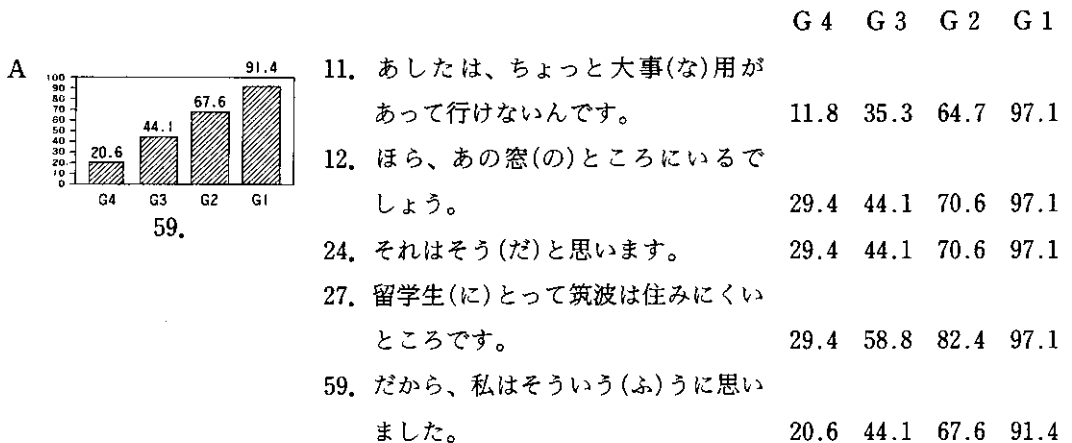 G4 G3 G2 G1
A
100
90
80
70
60
50
40
30
20
10
0
20.6 44.1 67.6 91.4
G4 G3 G2 G1
59.
11. あしたは、ちょっと大事(な)用が
あって行けないんです。 11.8 35.3 64.7 97.1
12. ほら、あの窓(の)ところにいるで
しょう。 29.4 44.1 70.6 97.1
24. それはそう(だ)と思います。 29.4 44.1 70.6 97.1
27. 留学生(に)とって筑波は住みにくい
ところです。 29.4 58.8 82.4 97.1
59. だから、私はそういう(ふ)うに思い
ました。 20.6 44.1 67.6 91.4